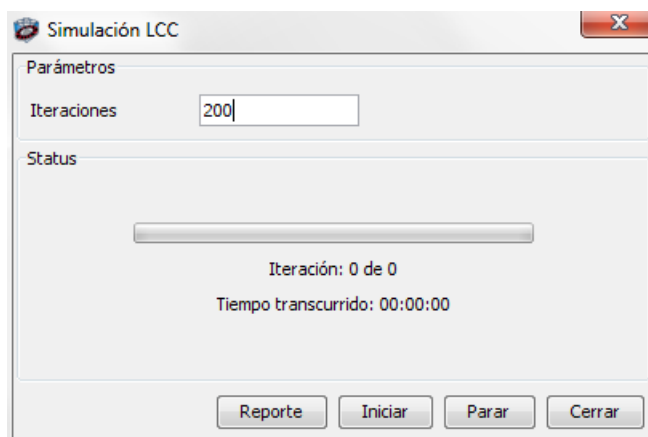 Simulación LCC
Parámetros
Iteraciones 200
Status
Iteración: 0 de 0
Tiempo transcurrido: 00:00:00
Reporte Iniciar Parar Cerrar